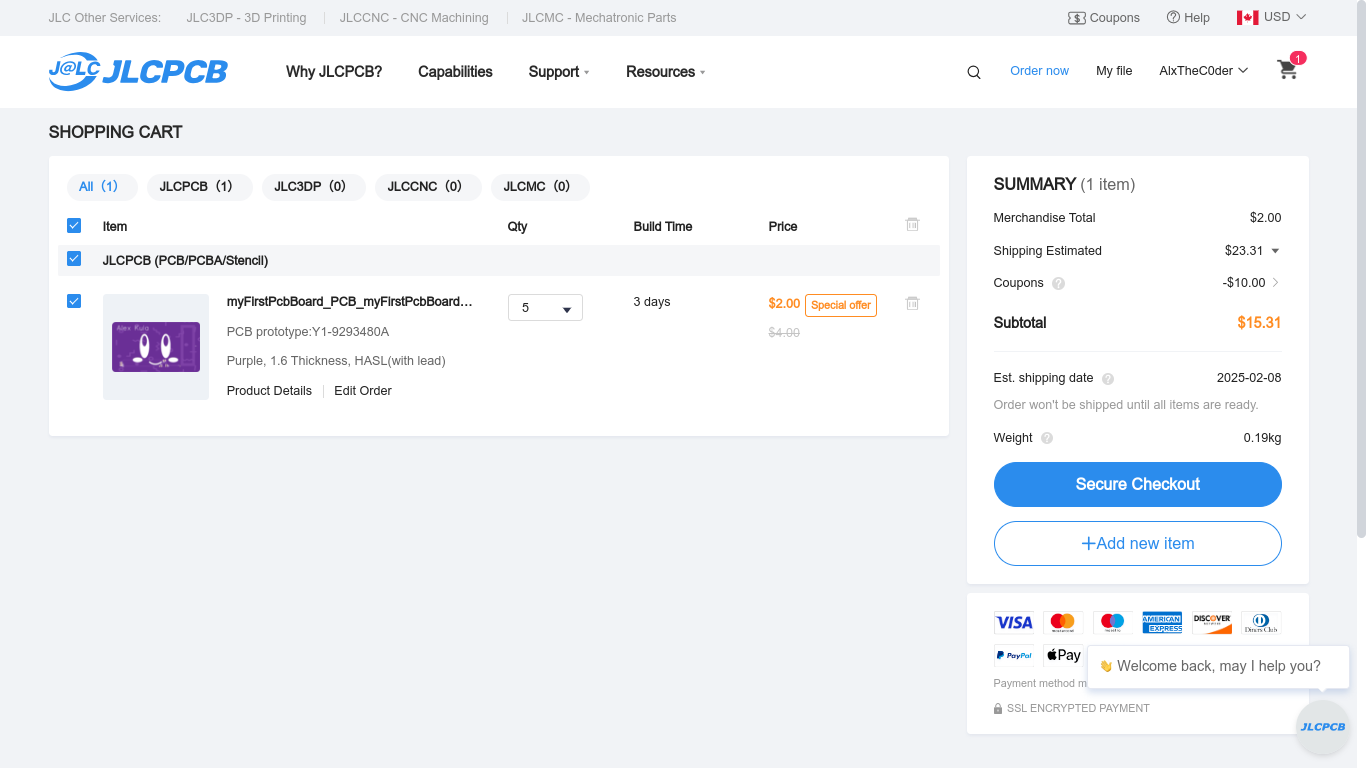 JLC Other Services: JLC3DP - 3D Printing JLCCNC - CNC Machining JLCMC - Mechatronic Parts Coupons Help USD
J@LC JLCPCB Why JLCPCB? Capabilities Support Resources Order now My file AlxTheC0der 1
SHOPPING CART
All (1) JLCPCB (1) JLC3DP (0) JLCCNC (0) JLCMC (0)
Item Qty Build Time Price
JLCPCB (PCB/PCBA/Stencil)
myFIrstPcbBoard_PCB_myFIrstPcbBoard… 5 3 days $2.00 Special offer
PCB prototype:Y1-9293480A $4.00
Purple, 1.6 Thickness, HASL(with lead)
Product Details Edit Order
SUMMARY (1 item)
Merchandise Total $2.00
Shipping Estimated $23.31
Coupons ? -$10.00
Subtotal $15.31
Est. shipping date ? 2025-02-08
Order won't be shipped until all items are ready.
Weight ? 0.19kg
Secure Checkout
+Add new item
VISA DISCOVER AMERICAN EXPRESS Diners Club
PayPal Pay
👋 Welcome back, may I help you?
Payment method m
SSL ENCRYPTED PAYMENT
JLCPCB